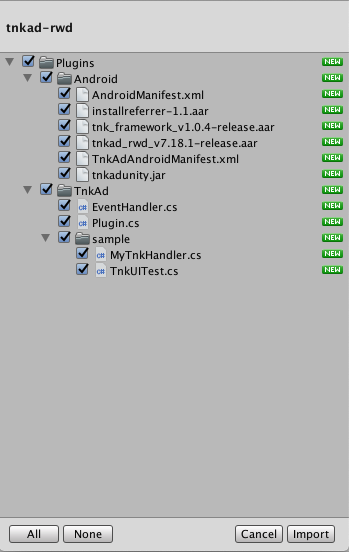 tnkad-rwd
Plugins NEW
Android NEW
AndroidManifest.xml NEW
installreferrer-1.1.aar NEW
tnk_framework_v1.0.4-release.aar NEW
tnkad_rwd_v7.18.1-release.aar NEW
TnkAdAndroidManifest.xml NEW
tnkadunity.jar NEW
TnkAd NEW
c# EventHandler.cs NEW
c# Plugin.cs NEW
sample NEW
c# MyTnkHandler.cs NEW
c# TnkUITest.cs NEW
All None Cancel Import